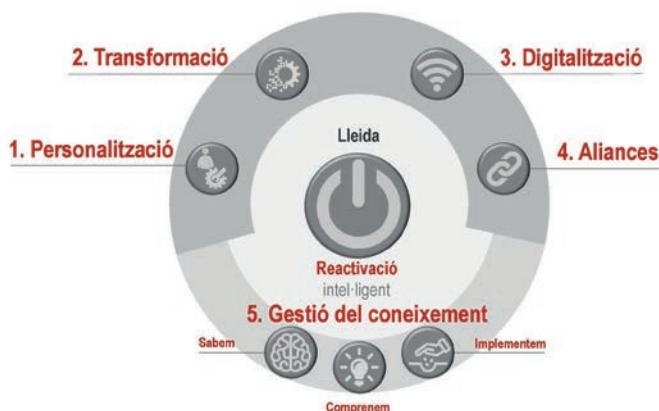 2. Transformació
3. Digitalització
1. Personalització
Lleida
4. Aliances
Reactivació
intel·ligent
5. Gestió del coneixement
Sabem
Implementem
Comprenem